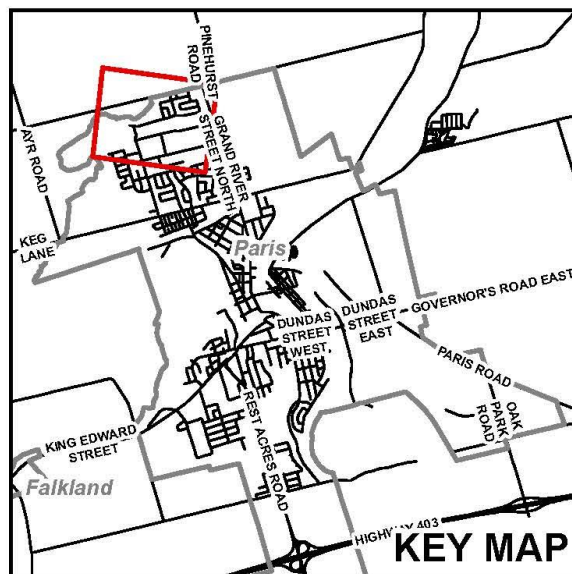 PINEHURST
ROAD
GRAND RIVER
STREET NORTH
AYR ROAD
KEG
LANE
Paris
DUNDAS
STREET
WEST
DUNDAS
STREET
EAST
GOVERNOR'S ROAD EAST
PARIS ROAD
OAK
PARK
ROAD
REST ACRES ROAD
KING EDWARD
STREET
Falkland
HIGHWAY 403
KEY MAP